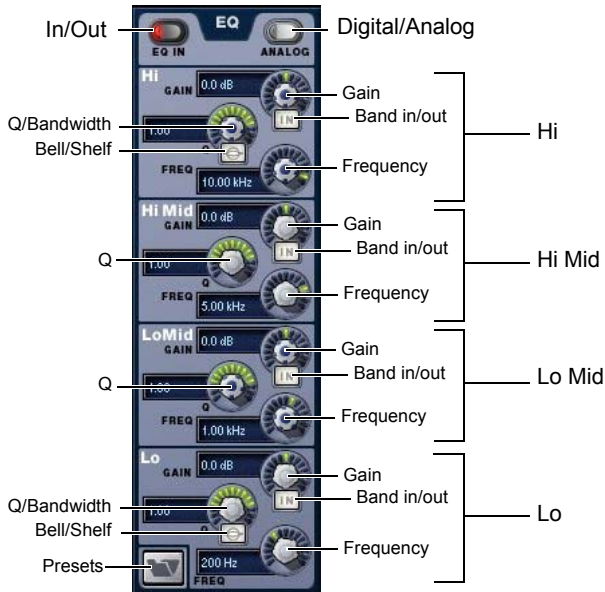 In/Out EQ Digital/Analog
EQ IN ANALOG
Hi
GAIN 0.0 dB Gain
Q/Bandwidth 1.00 IN Band in/out Hi
Bell/Shelf Q
FREQ 10.00 kHz Frequency
Hi Mid
GAIN 0.0 dB Gain
Q 1.00 IN Band in/out Hi Mid
Q
FREQ 5.00 kHz Frequency
LoMid
GAIN 0.0 dB Gain
Q 1.00 IN Band in/out Lo Mid
Q
FREQ 1.00 kHz Frequency
Lo
GAIN 0.0 dB Gain
Q/Bandwidth 1.00 IN Band in/out Lo
Bell/Shelf Q
Presets 200 Hz Frequency
FREQ